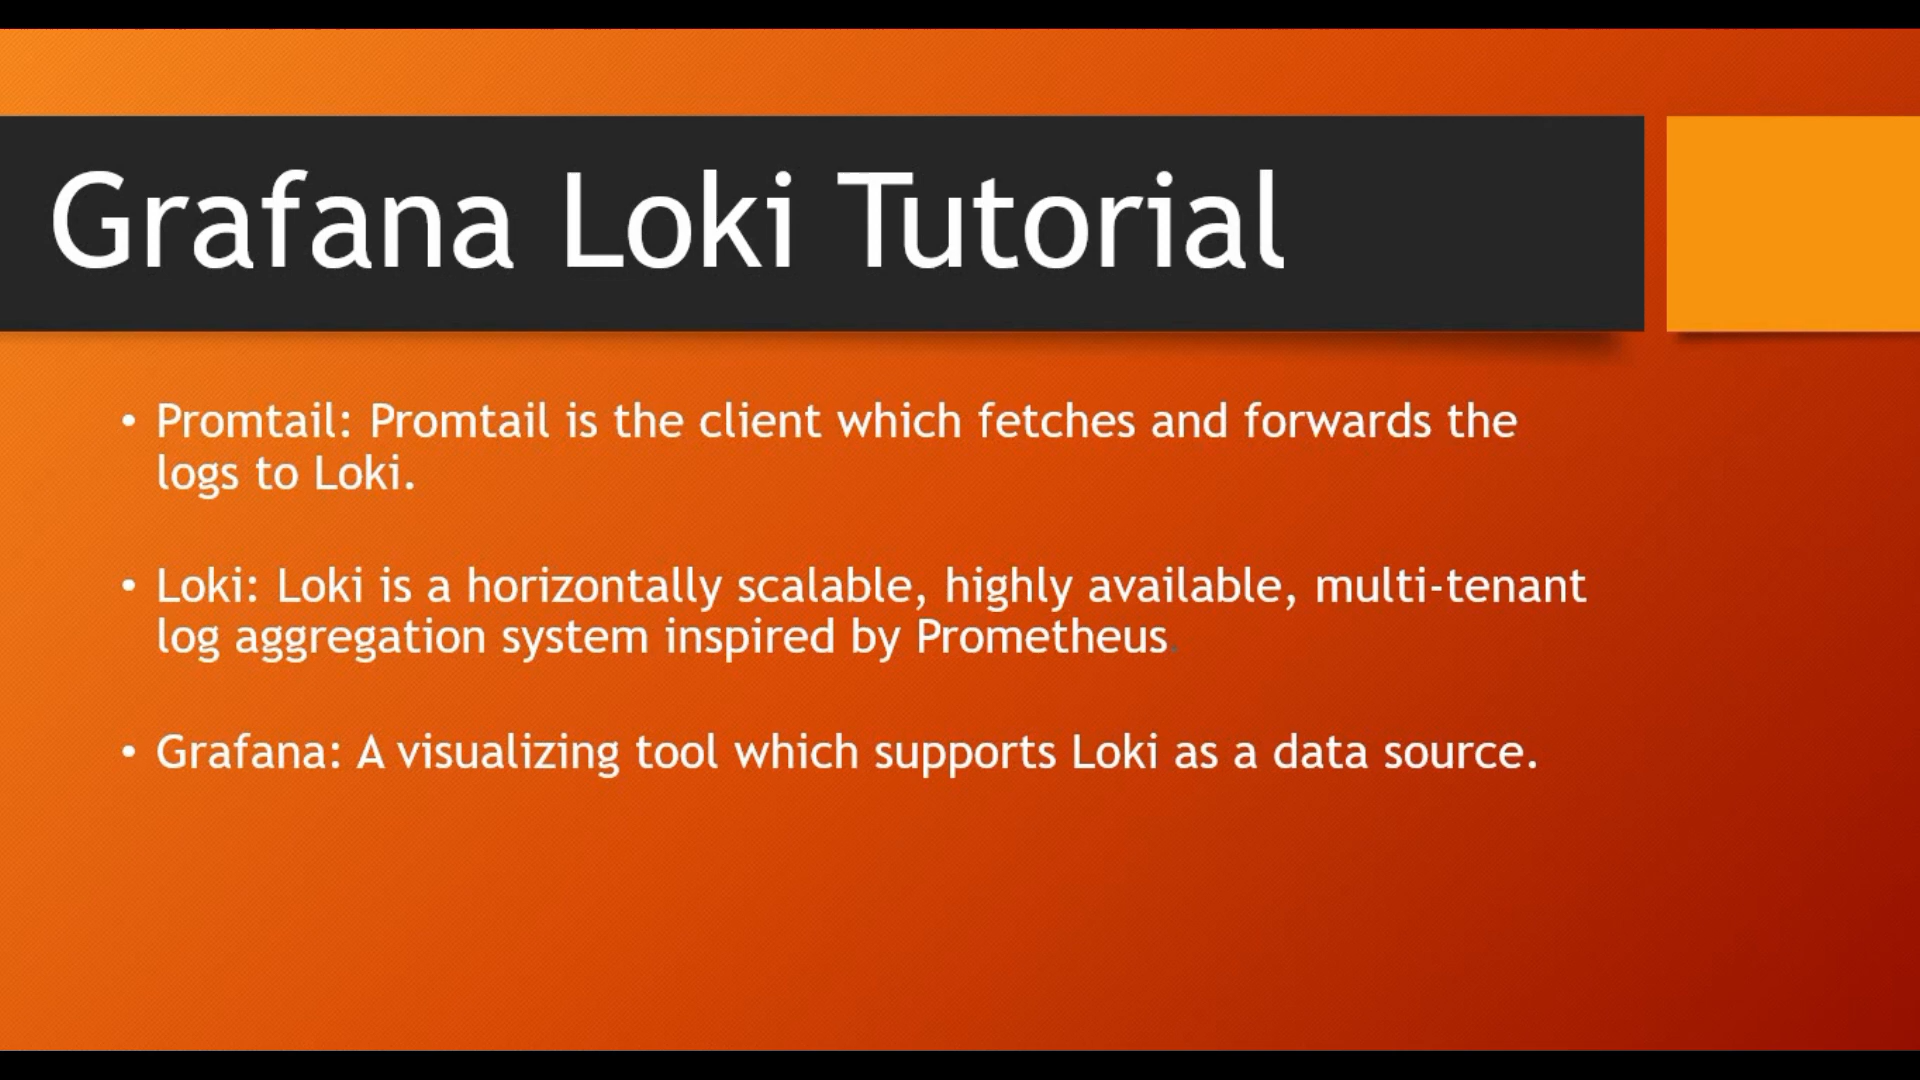 Grafana Loki Tutorial
• Promtail: Promtail is the client which fetches and forwards the
logs to Loki.
• Loki: Loki is a horizontally scalable, highly available, multi-tenant
log aggregation system inspired by Prometheus.
• Grafana: A visualizing tool which supports Loki as a data source.